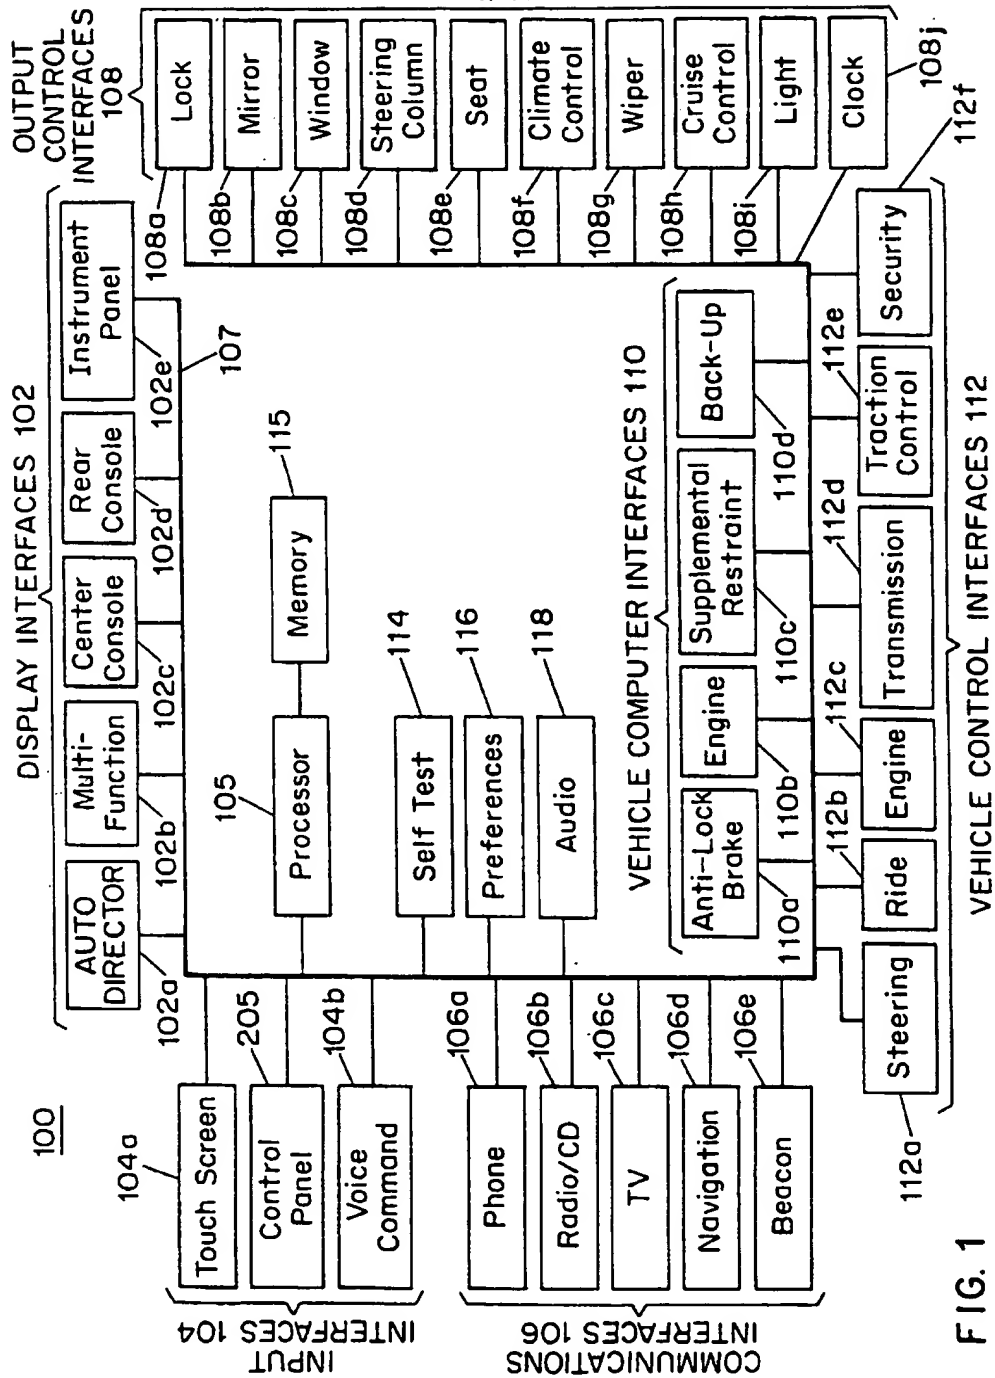 100
DISPLAY INTERFACES 102
AUTO
DIRECTOR
102a
Multi-
Function
102b
Center
Console
102c
Rear
Console
102d
Instrument
Panel
102e
107
OUTPUT
CONTROL
INTERFACES
108
108a
Lock
108b
Mirror
108c
Window
108d
Steering
Column
108e
Seat
108f
Climate
Control
108g
Wiper
108h
Cruise
Control
108i
Light
Clock
108j
INPUT
INTERFACES 104
104a
Touch Screen
Control
Panel
205
Voice
Command
104b
COMMUNICATIONS
INTERFACES 106
Phone
106a
Radio/CD
106b
TV
106c
Navigation
106d
Beacon
106e
105
Processor
Memory
115
Self Test
114
Preferences
116
Audio
118
VEHICLE COMPUTER INTERFACES 110
Anti-Lock
Brake
110a
Engine
110b
Supplemental
Restraint
110c
Back-Up
110d
Steering
112a
Ride
112b
Engine
112c
Transmission
112d
Traction
Control
112e
Security
112f
VEHICLE CONTROL INTERFACES 112
FIG. 1